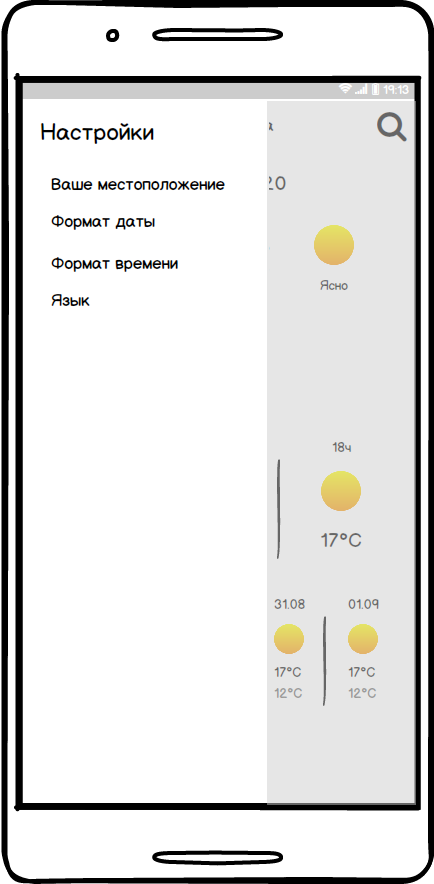 19:13
Настройки
а
20
Ваше местоположение
Формат даты
Формат времени
Язык
Ясно
18ч
17°C
31.08 01.09
17°C 17°C
12°C 12°C